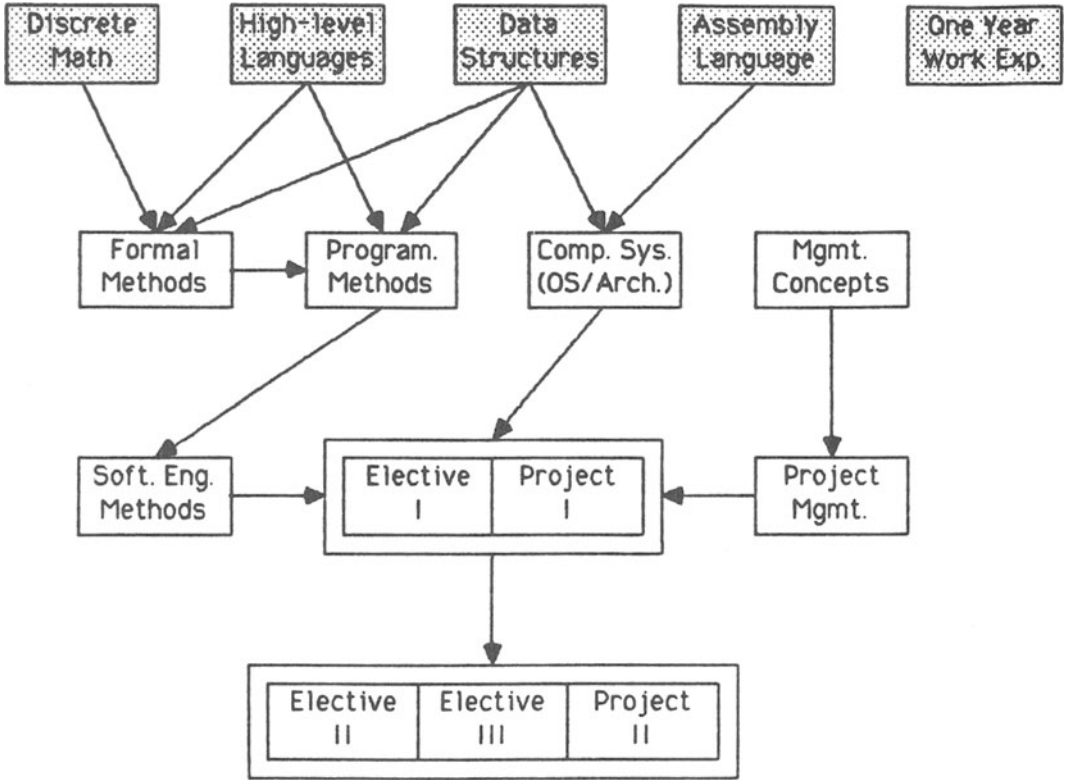 Discrete
Math
High-level
Languages
Data
Structures
Assembly
Language
One Year
Work Exp.
Formal
Methods
Program.
Methods
Comp. Sys.
(OS/Arch.)
Mgmt.
Concepts
Soft. Eng.
Methods
Elective
I
Project
I
Project
Mgmt.
Elective
II
Elective
III
Project
II